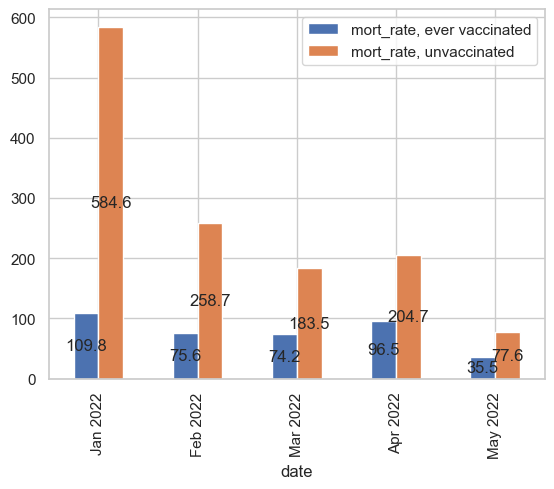 mort_rate, ever vaccinated
mort_rate, unvaccinated
600
500
400
300
200
100
0
109.8
584.6
75.6
258.7
74.2
183.5
96.5
204.7
35.5
77.6
Jan 2022
Feb 2022
Mar 2022
Apr 2022
May 2022
date